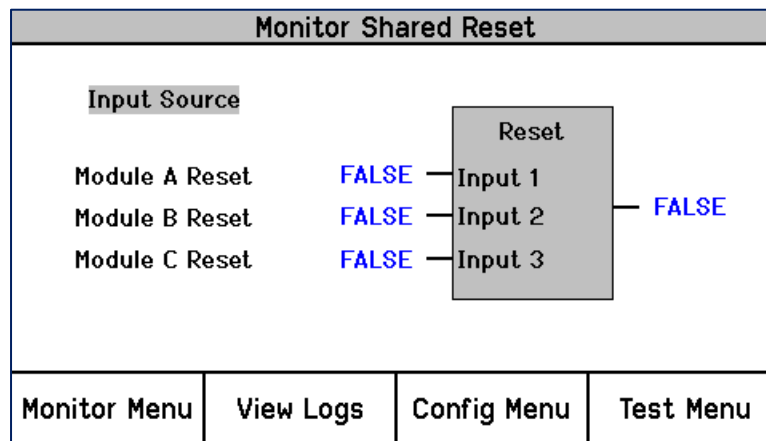 Monitor Shared Reset
Input Source
Reset
Module A Reset FALSE Input 1
Module B Reset FALSE Input 2 FALSE
Module C Reset FALSE Input 3
Monitor Menu View Logs Config Menu Test Menu